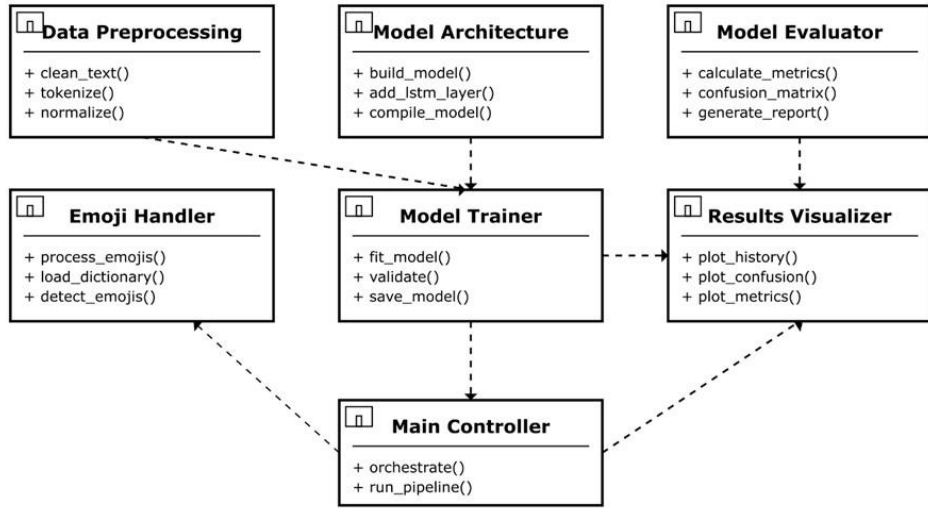 Data Preprocessing
+ clean_text()
+ tokenize()
+ normalize()
Model Architecture
+ build_model()
+ add_lstm_layer()
+ compile_model()
Model Evaluator
+ calculate_metrics()
+ confusion_matrix()
+ generate_report()
Emoji Handler
+ process_emojis()
+ load_dictionary()
+ detect_emojis()
Model Trainer
+ fit_model()
+ validate()
+ save_model()
Results Visualizer
+ plot_history()
+ plot_confusion()
+ plot_metrics()
Main Controller
+ orchestrate()
+ run_pipeline()